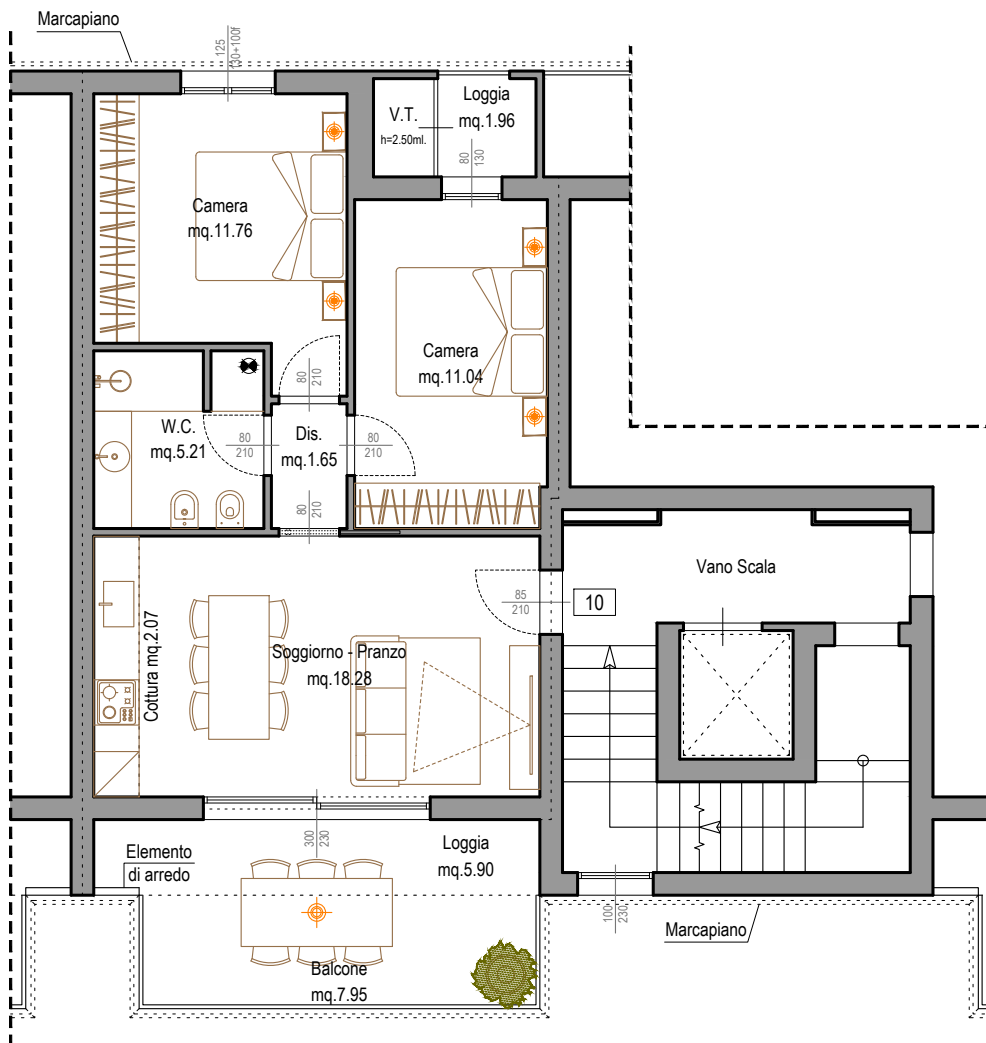 Marcapiano
125
130+100f
V.T.
h=2.50ml.
Loggia
mq.1.96
80
130
Camera
mq.11.76
Camera
mq.11.04
80
210
W.C.
mq.5.21
80
210
Dis.
mq.1.65
80
210
80
210
Vano Scala
85
210
10
Cottura mq.2.07
Soggiorno - Pranzo
mq.18.28
300
230
Loggia
mq.5.90
Elemento
di arredo
100
230
Marcapiano
Balcone
mq.7.95